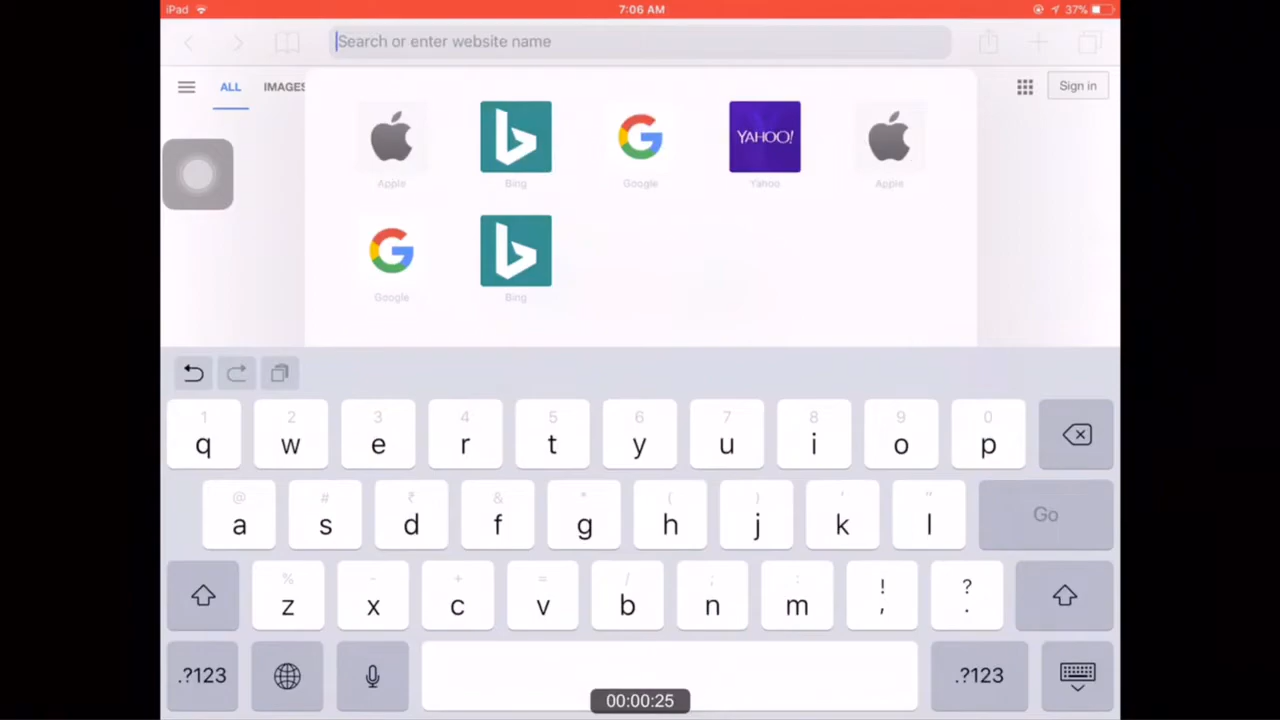 iPad 7:06 AM 37%
Search or enter website name
ALL IMAGES Sign in
YAHOO!
Apple Bing Google Yahoo Apple
Google Bing
1 2 3 4 5 6 7 8 9 0
q w e r t y u i o p
@ # ₹ & * ( ) ' "
a s d f g h j k l Go
% - + = / ; : ! ?
z x c v b n m , .
.?123 .?123
00:00:25